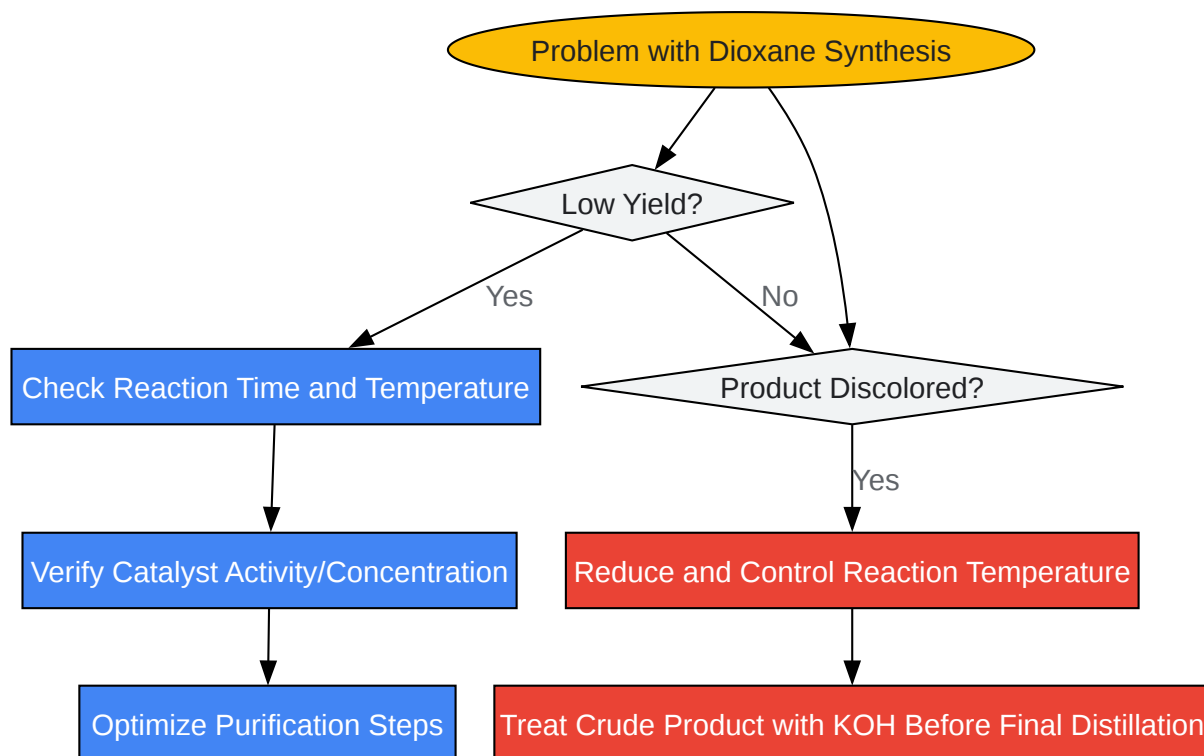 Problem with Dioxane Synthesis
Low Yield?
Yes
No
Check Reaction Time and Temperature
Product Discolored?
Yes
Verify Catalyst Activity/Concentration
Reduce and Control Reaction Temperature
Optimize Purification Steps
Treat Crude Product with KOH Before Final Distillation